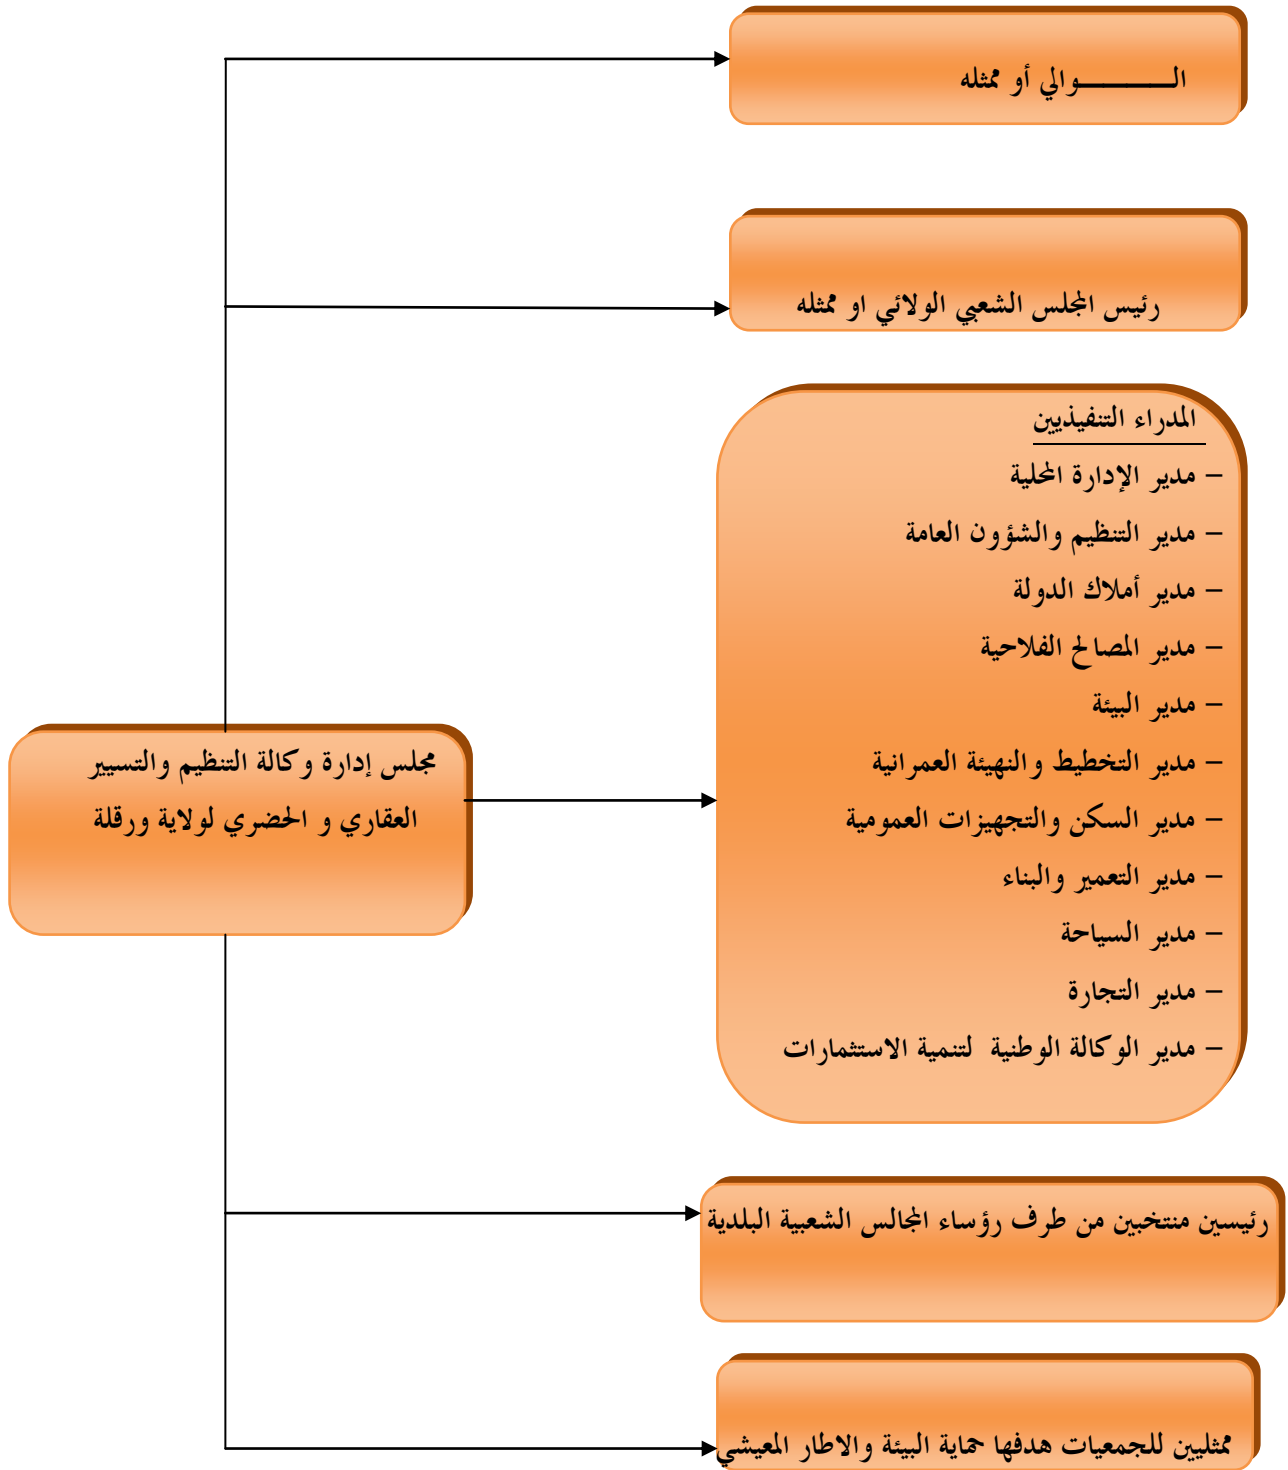 الـــــــــوالي أو ممثله
رئيس المجلس الشعبي الولائي او ممثله
المدراء التنفيذيين
– مدير الإدارة المحلية
– مدير التنظيم والشؤون العامة
– مدير أملاك الدولة
– مدير المصالح الفلاحية
– مدير البيئة
– مدير التخطيط والنهيئة العمرانية
– مدير السكن والتجهيزات العمومية
– مدير التعمير والبناء
– مدير السياحة
– مدير التجارة
– مدير الوكالة الوطنية لتنمية الاستثمارات
مجلس إدارة وكالة التنظيم والتسيير
العقاري و الحضري لولاية ورقلة
رئيسين منتخبين من طرف رؤساء المجالس الشعبية البلدية
ممثليين للجمعيات هدفها حماية البيئة والاطار المعيشي